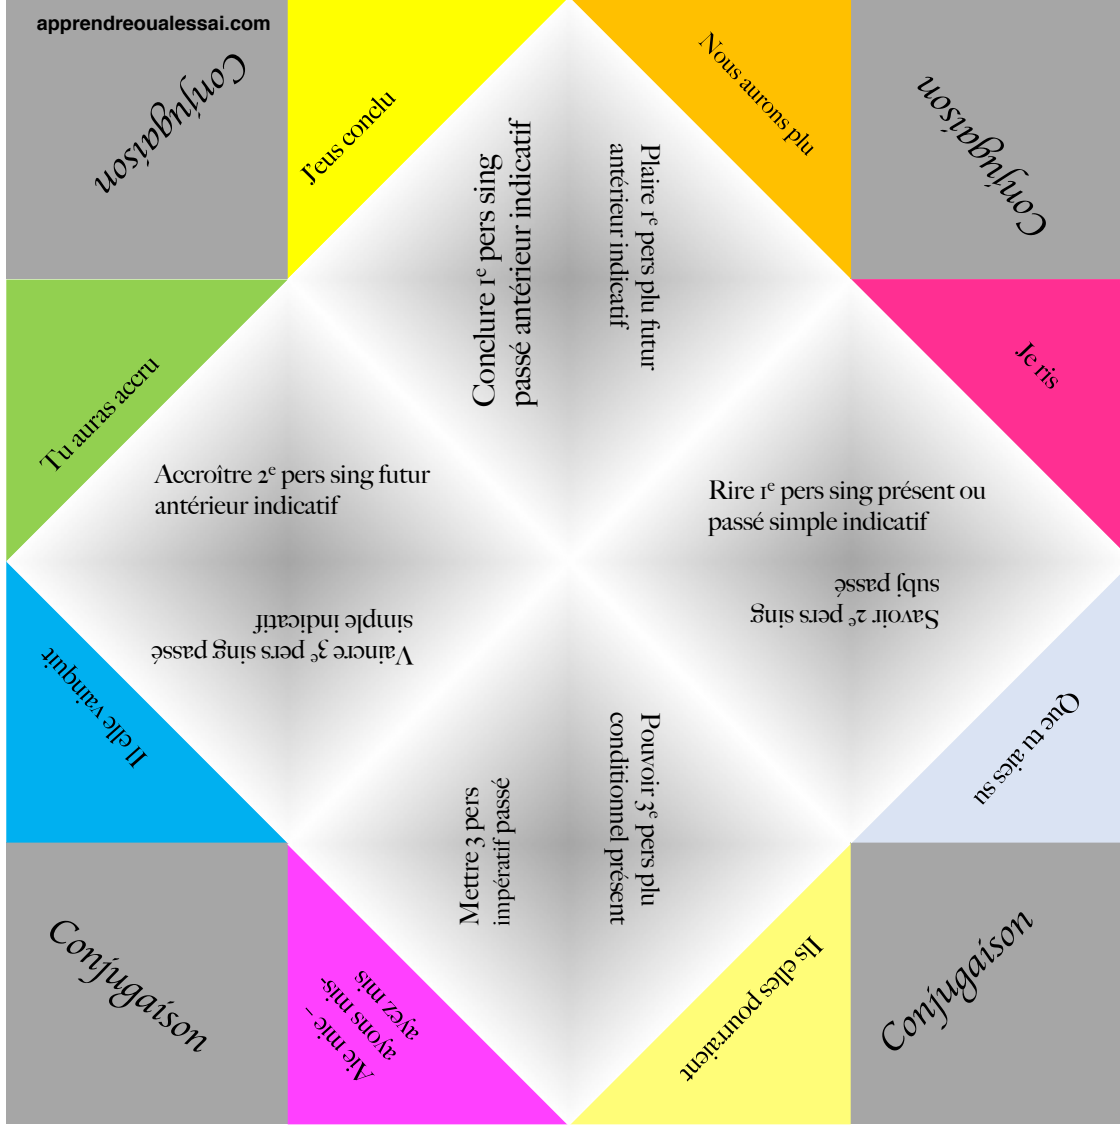 apprendreoualessai.com
Conjugaison
J'eus conclu
Nous aurons plu
Conjugaison
Conclure 1e pers sing
passé antérieur indicatif
Plaire 1e pers plu futur
antérieur indicatif
Tu auras accru
Je ris
Accroître 2e pers sing futur
antérieur indicatif
Rire 1e pers sing présent ou
passé simple indicatif
Vaincre 3e pers sing passé
simple indicatif
Savoir 2e pers sing
subj passé
Il elle vainquit
Que tu aies su
Mettre 3 pers
impératif passé
Pouvoir 3e pers plu
conditionnel présent
Conjugaison
Aie mie –
ayons mis-
ayez mis
Ils elles pourraient
Conjugaison